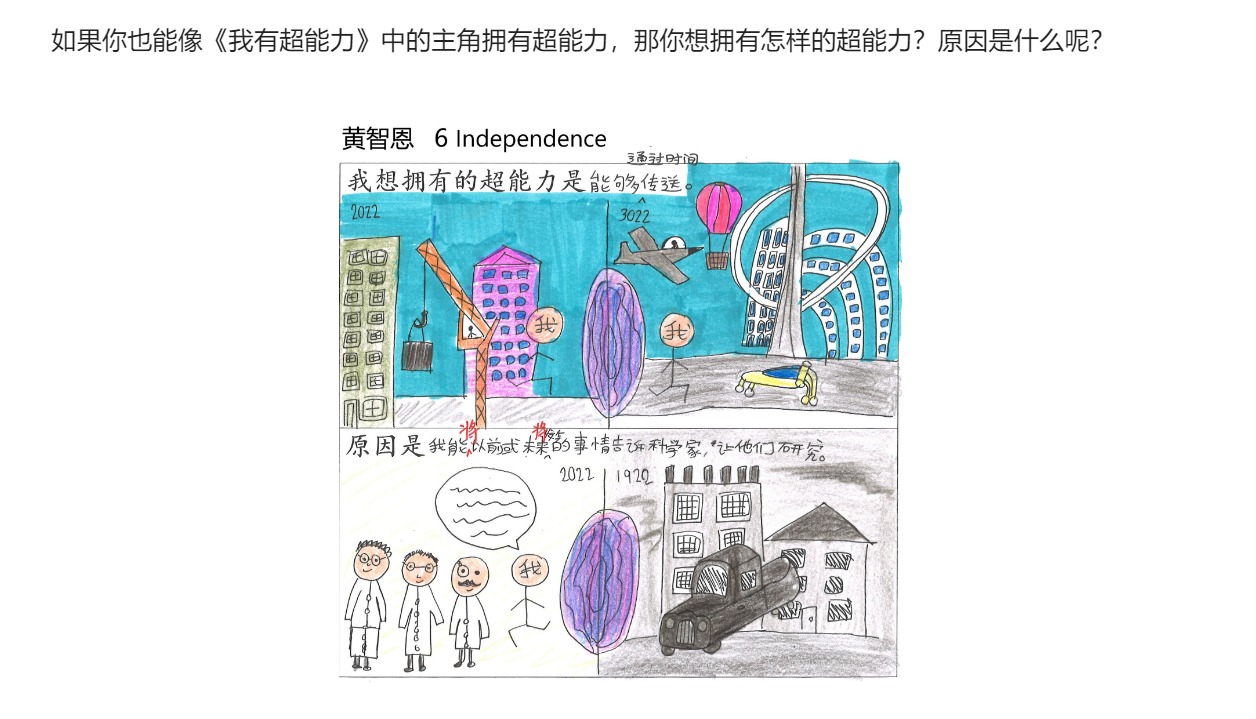 如果你也能像《我有超能力》中的主角拥有超能力，那你想拥有怎样的超能力？原因是什么呢？
黄智恩 6 Independence
通过时间
我想拥有的超能力是能够传送。
2022
3022
我
我
将 将
原因是我能以前或未来的事情告诉科学家，让他们研究。
2022
1922
我